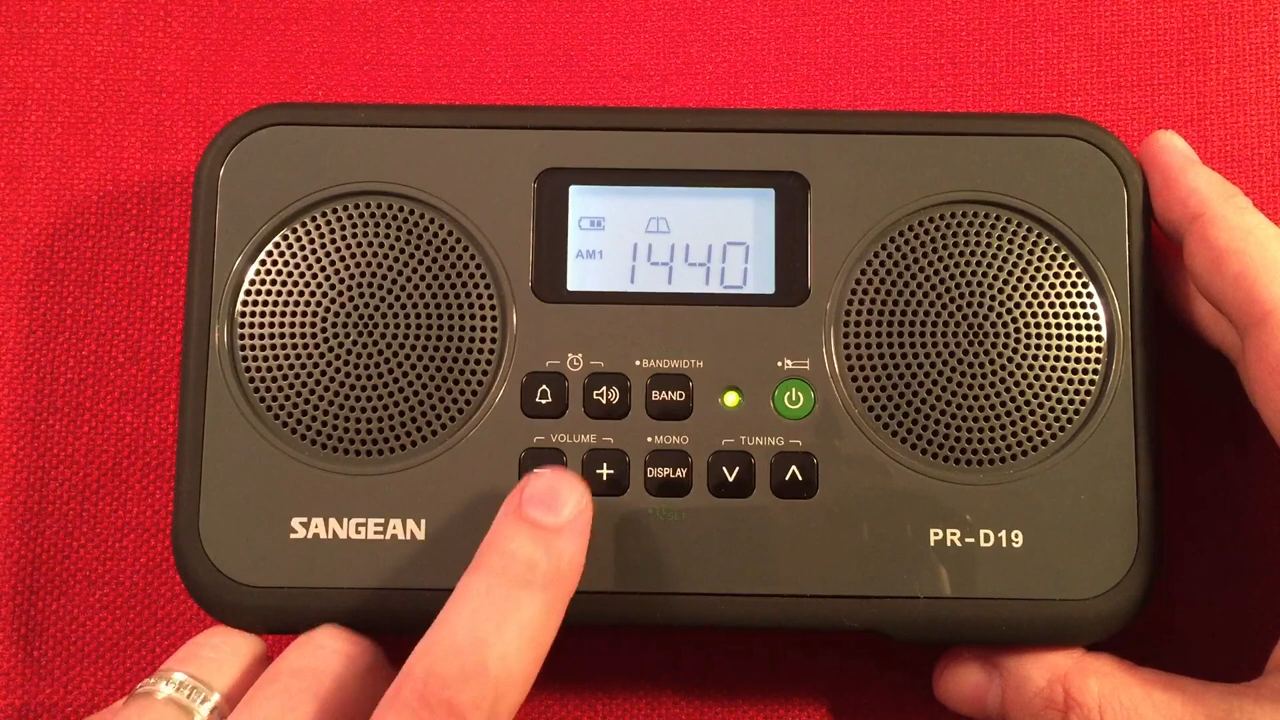 AM1 1440
BANDWIDTH
BAND
VOLUME
MONO
TUNING
+
DISPLAY
SANGEAN
PR-D19